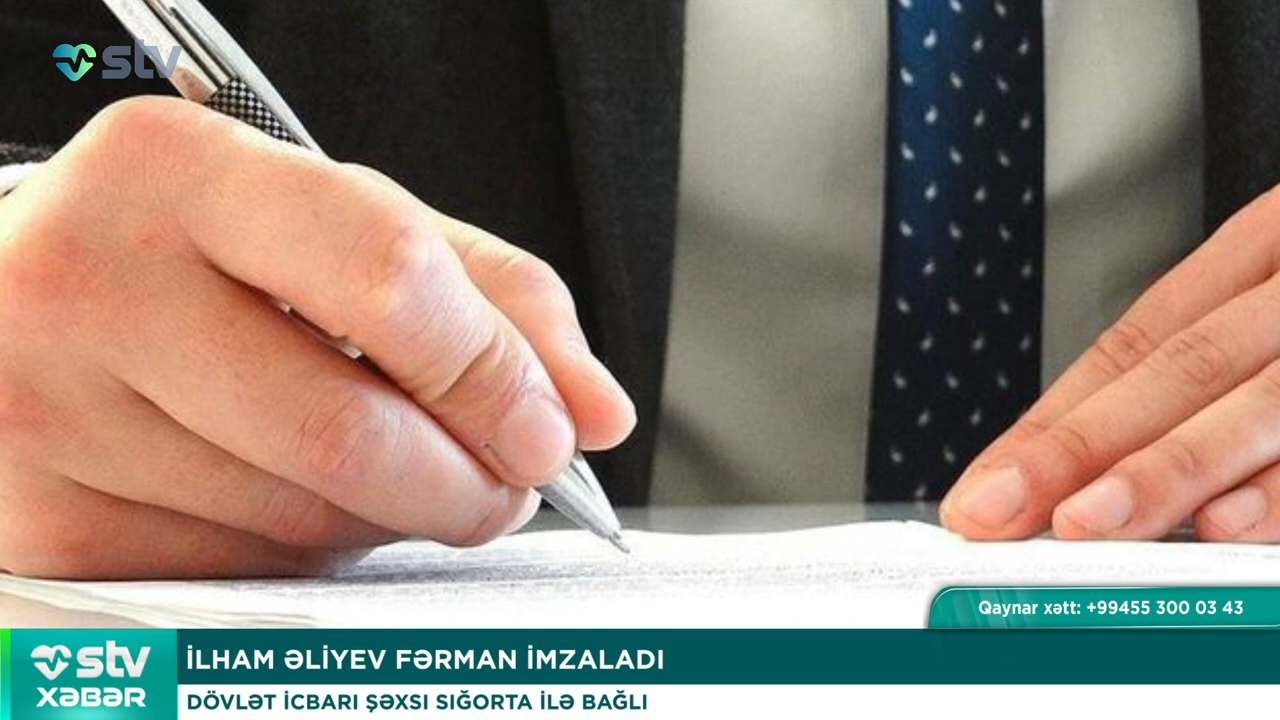 stv
Qaynar xətt: +99455 300 03 43
stv
XƏBƏR
İLHAM ƏLİYEV FƏRMAN İMZALADI
DÖVLƏT İCBARI ŞƏXSI SIĞORTA İLƏ BAĞLI